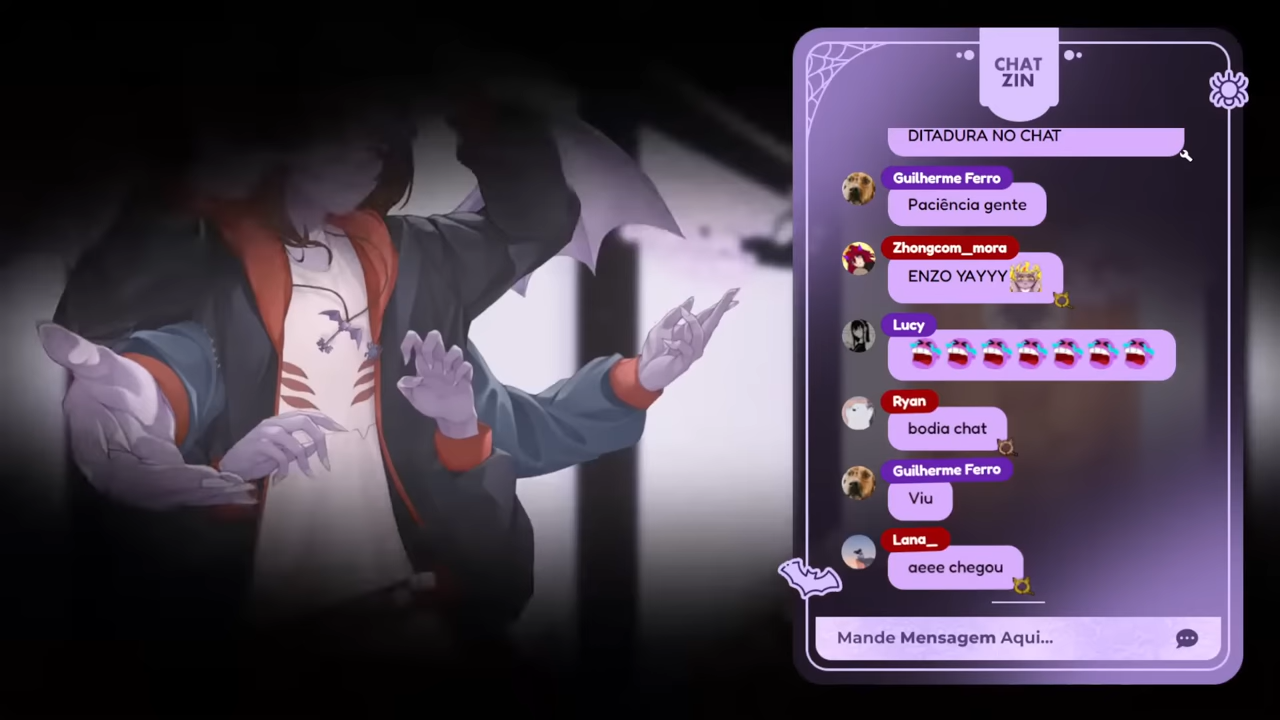 CHAT
ZIN
DITADURA NO CHAT
Guilherme Ferro
Paciência gente
Zhongcom_mora
ENZO YAYYY
Lucy
Ryan
bodia chat
Guilherme Ferro
Viu
Lana_
aeee chegou
Mande Mensagem Aqui...